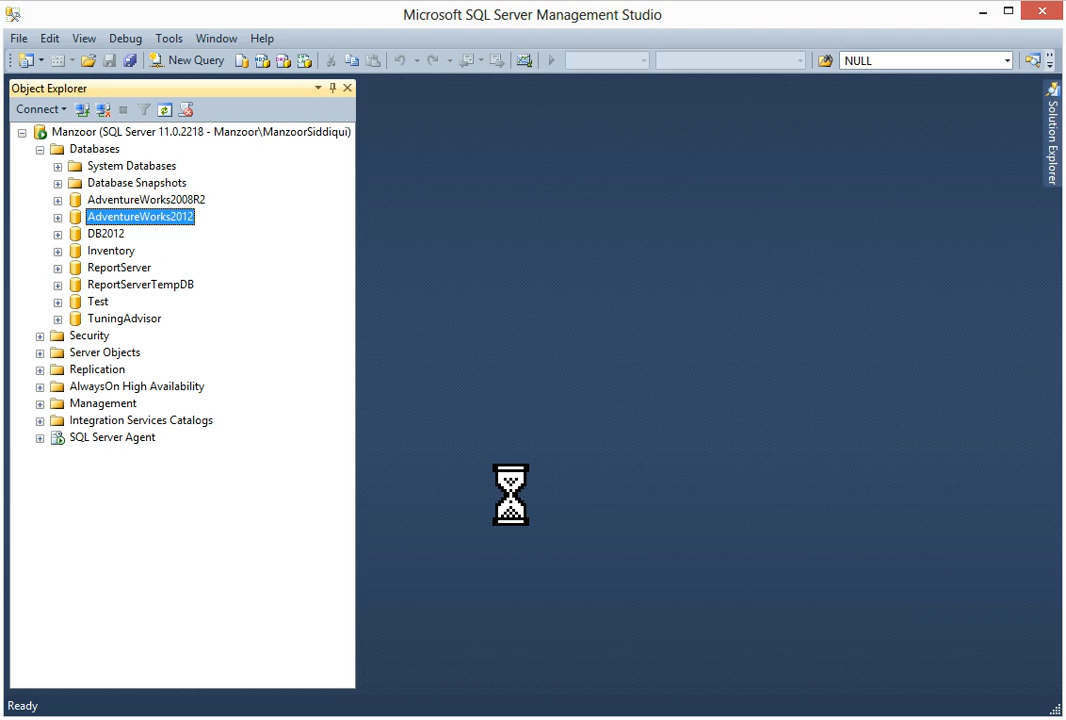 Microsoft SQL Server Management Studio
File Edit View Debug Tools Window Help
New Query NULL
Object Explorer
Connect
Solution Explorer
Manzoor (SQL Server 11.0.2218 - Manzoor\ManzoorSiddiqui)
Databases
System Databases
Database Snapshots
AdventureWorks2008R2
AdventureWorks2012
DB2012
Inventory
ReportServer
ReportServerTempDB
Test
TuningAdvisor
Security
Server Objects
Replication
AlwaysOn High Availability
Management
Integration Services Catalogs
SQL Server Agent
Ready